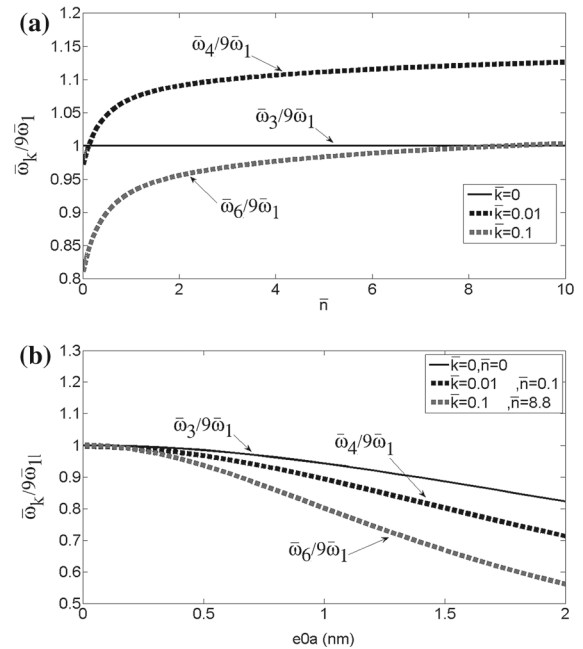 (a)
1.2
1.15
1.1
1.05
1
0.95
0.9
0.85
0.8
ω̄k/9ω̄1
ω̄4/9ω̄1
ω̄3/9ω̄1
ω̄6/9ω̄1
k̄=0
k̄=0.01
k̄=0.1
0 2 4 6 8 10
n̄
(b)
1.3
1.2
1.1
1
0.9
0.8
0.7
0.6
0.5
ω̄k/9ω̄1|
k̄=0,n̄=0
k̄=0.01 ,n̄=0.1
k̄=0.1 ,n̄=8.8
ω̄3/9ω̄1
ω̄4/9ω̄1
ω̄6/9ω̄1
0 0.5 1 1.5 2
e0a (nm)